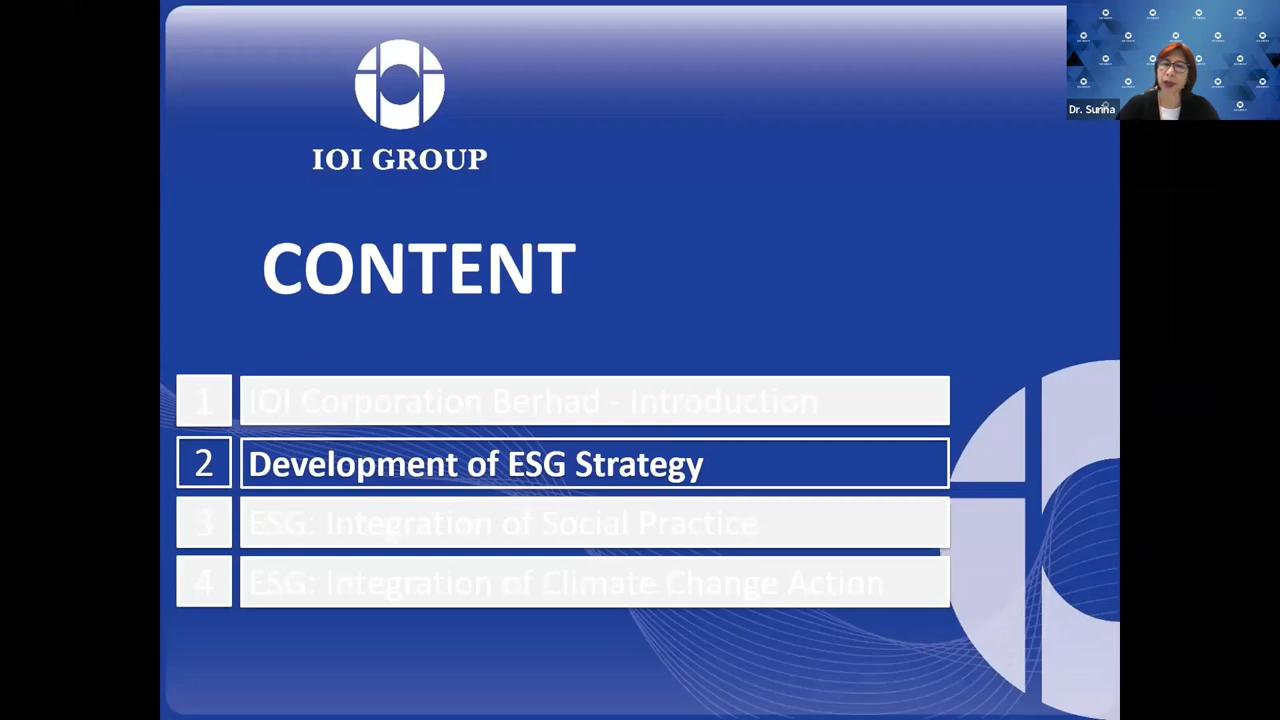 IOI GROUP
Dr. Surina
CONTENT
1 IOI Corporation Berhad - Introduction
2 Development of ESG Strategy
3 ESG: Integration of Social Practice
4 ESG: Integration of Climate Change Action